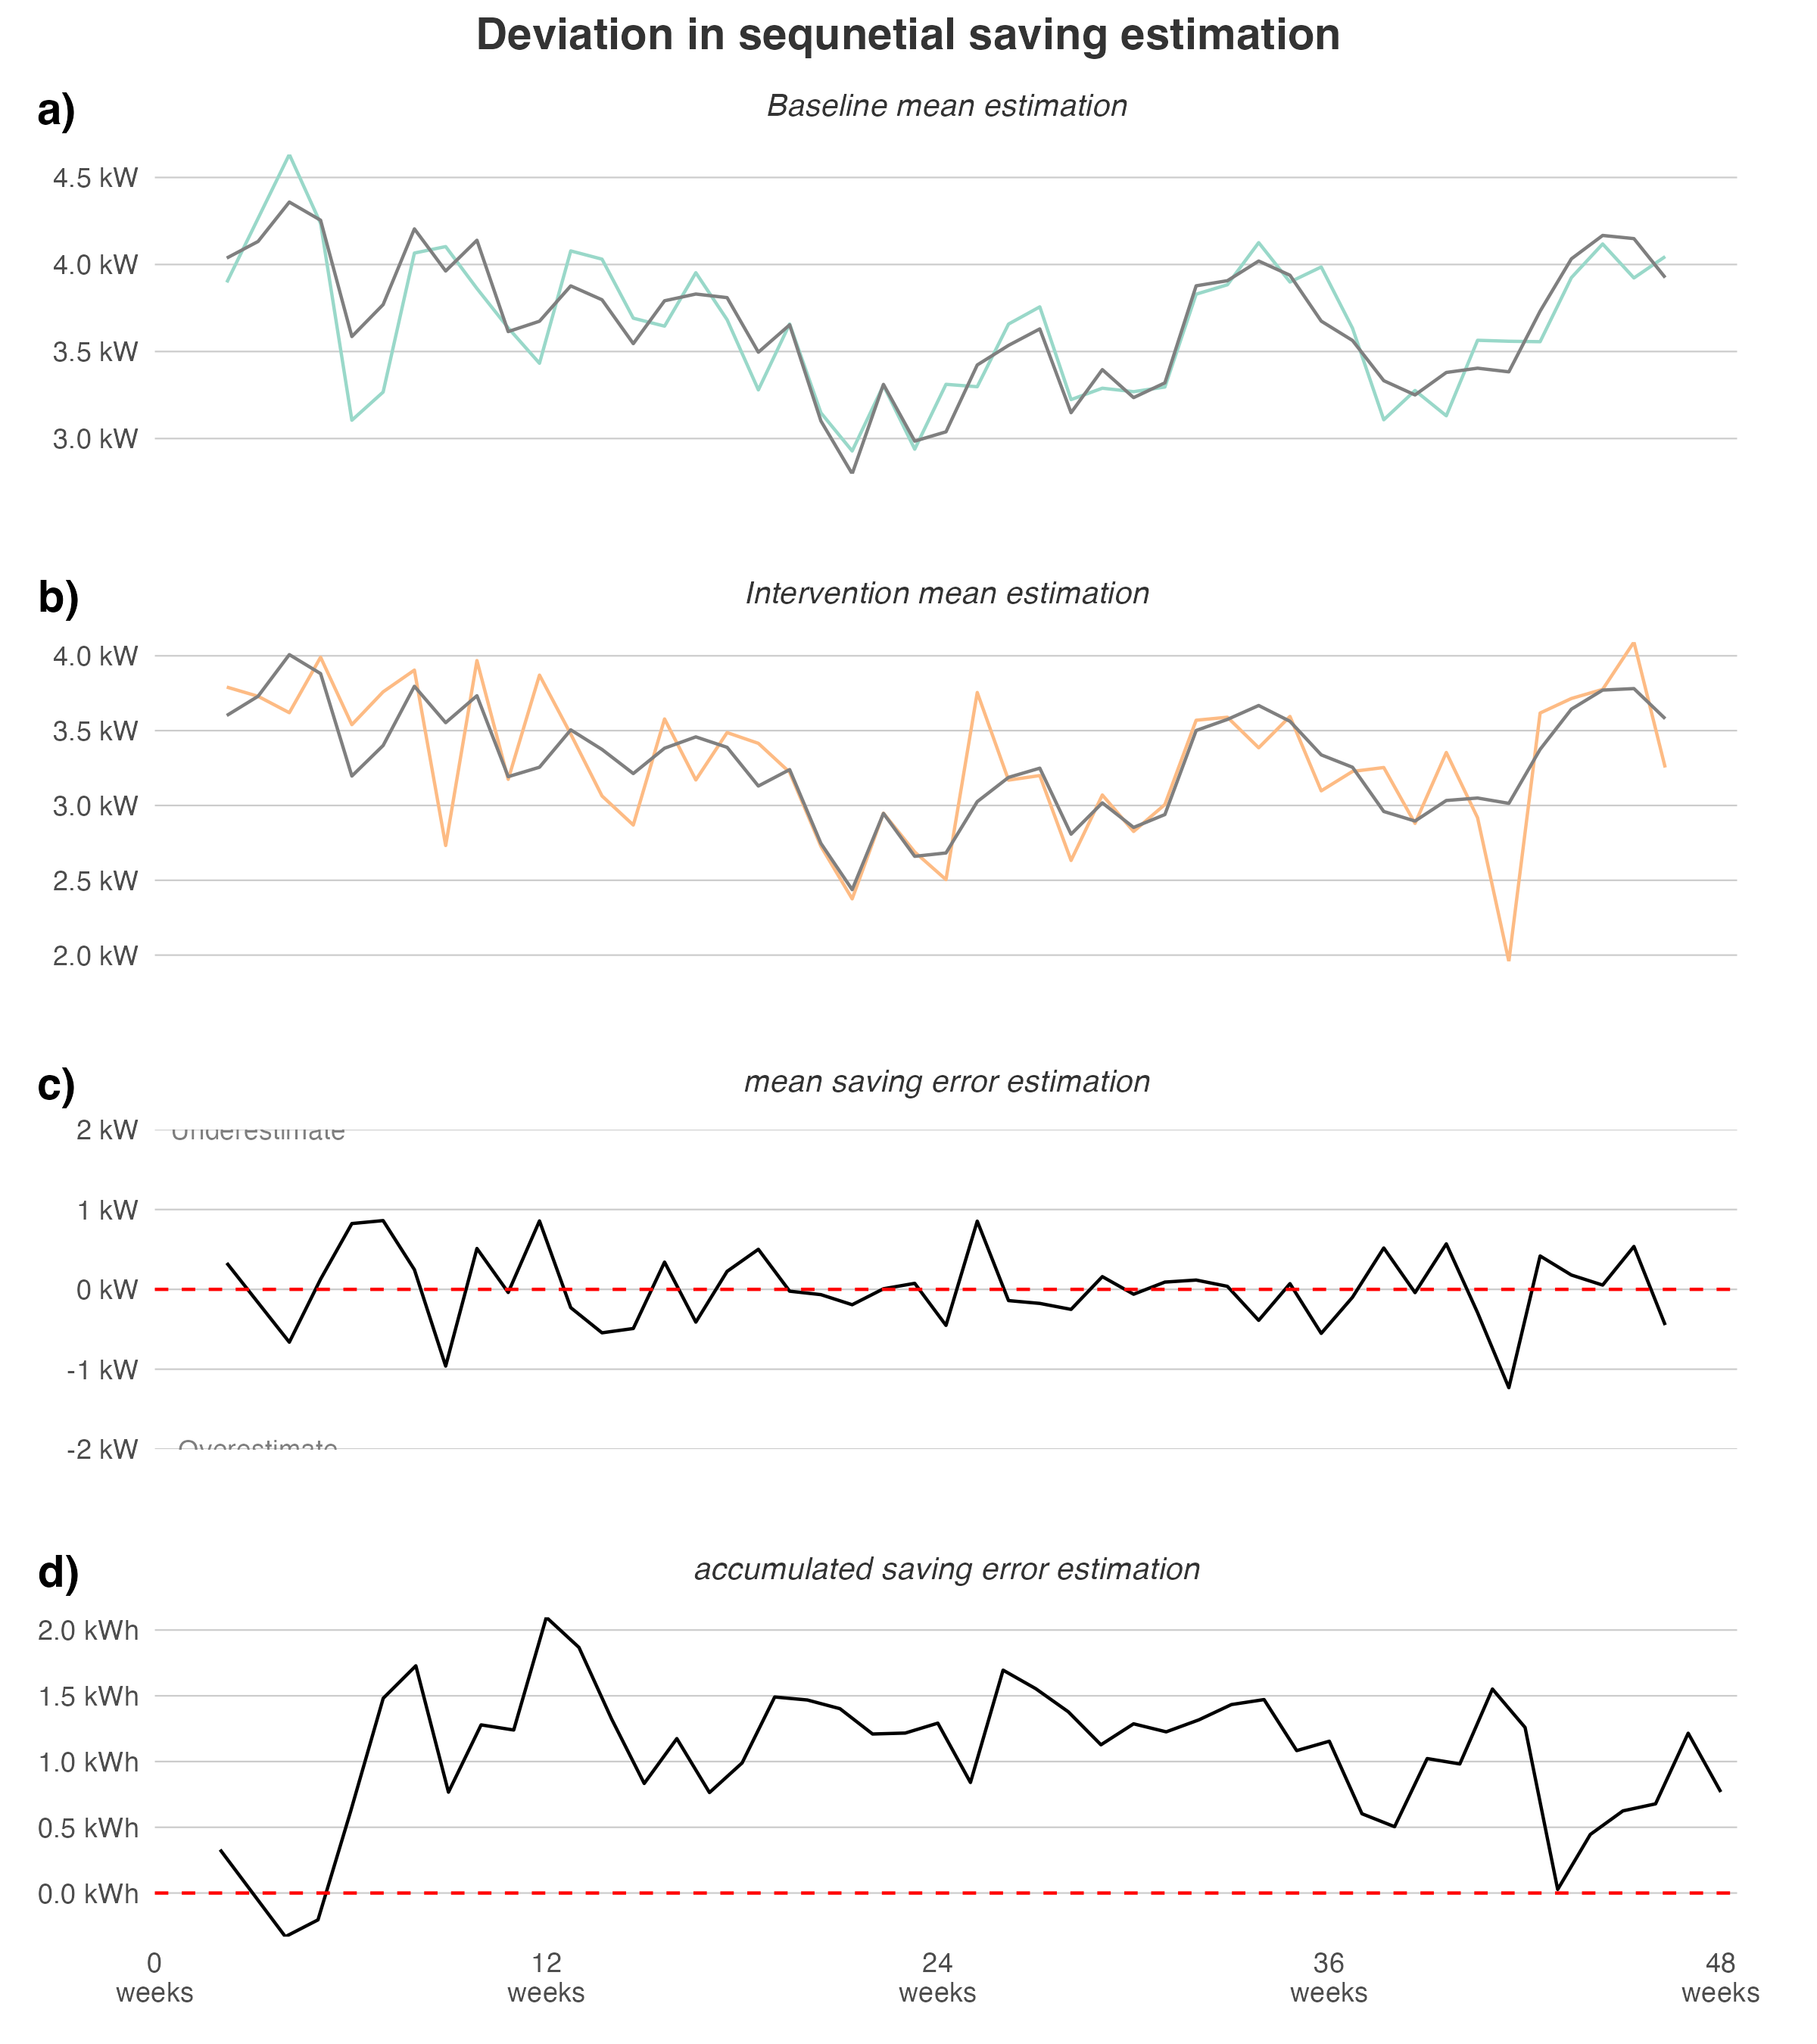 Deviation in sequnetial saving estimation
a)
Baseline mean estimation
4.5 kW
4.0 kW
3.5 kW
3.0 kW
b)
Intervention mean estimation
4.0 kW
3.5 kW
3.0 kW
2.5 kW
2.0 kW
c)
mean saving error estimation
2 kW
Underestimate
1 kW
0 kW
-1 kW
-2 kW
Overestimate
d)
accumulated saving error estimation
2.0 kWh
1.5 kWh
1.0 kWh
0.5 kWh
0.0 kWh
0 12 24 36 48
weeks weeks weeks weeks weeks